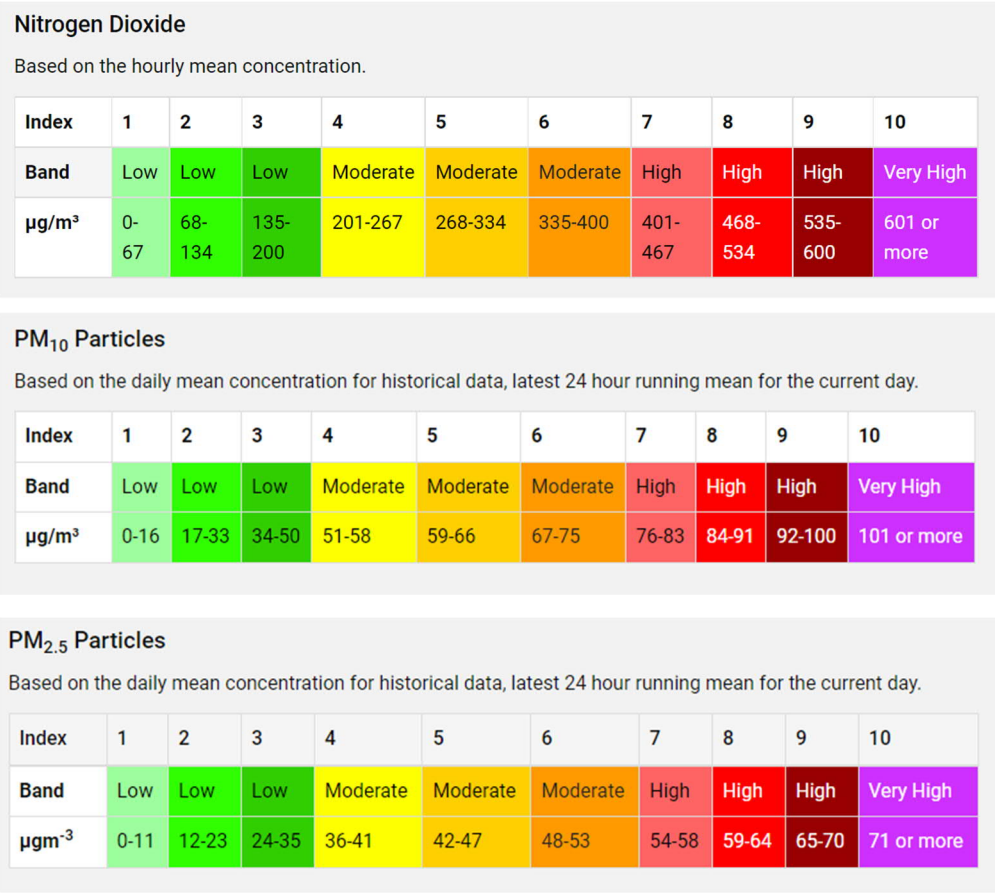 Nitrogen Dioxide
Based on the hourly mean concentration.
Index 1 2 3 4 5 6 7 8 9 10
Band Low Low Low Moderate Moderate Moderate High High High Very High
µg/m³ 0-67 68-134 135-200 201-267 268-334 335-400 401-467 468-534 535-600 601 or more
PM₁₀ Particles
Based on the daily mean concentration for historical data, latest 24 hour running mean for the current day.
Index 1 2 3 4 5 6 7 8 9 10
Band Low Low Low Moderate Moderate Moderate High High High Very High
µg/m³ 0-16 17-33 34-50 51-58 59-66 67-75 76-83 84-91 92-100 101 or more
PM₂.₅ Particles
Based on the daily mean concentration for historical data, latest 24 hour running mean for the current day.
Index 1 2 3 4 5 6 7 8 9 10
Band Low Low Low Moderate Moderate Moderate High High High Very High
µgm⁻³ 0-11 12-23 24-35 36-41 42-47 48-53 54-58 59-64 65-70 71 or more